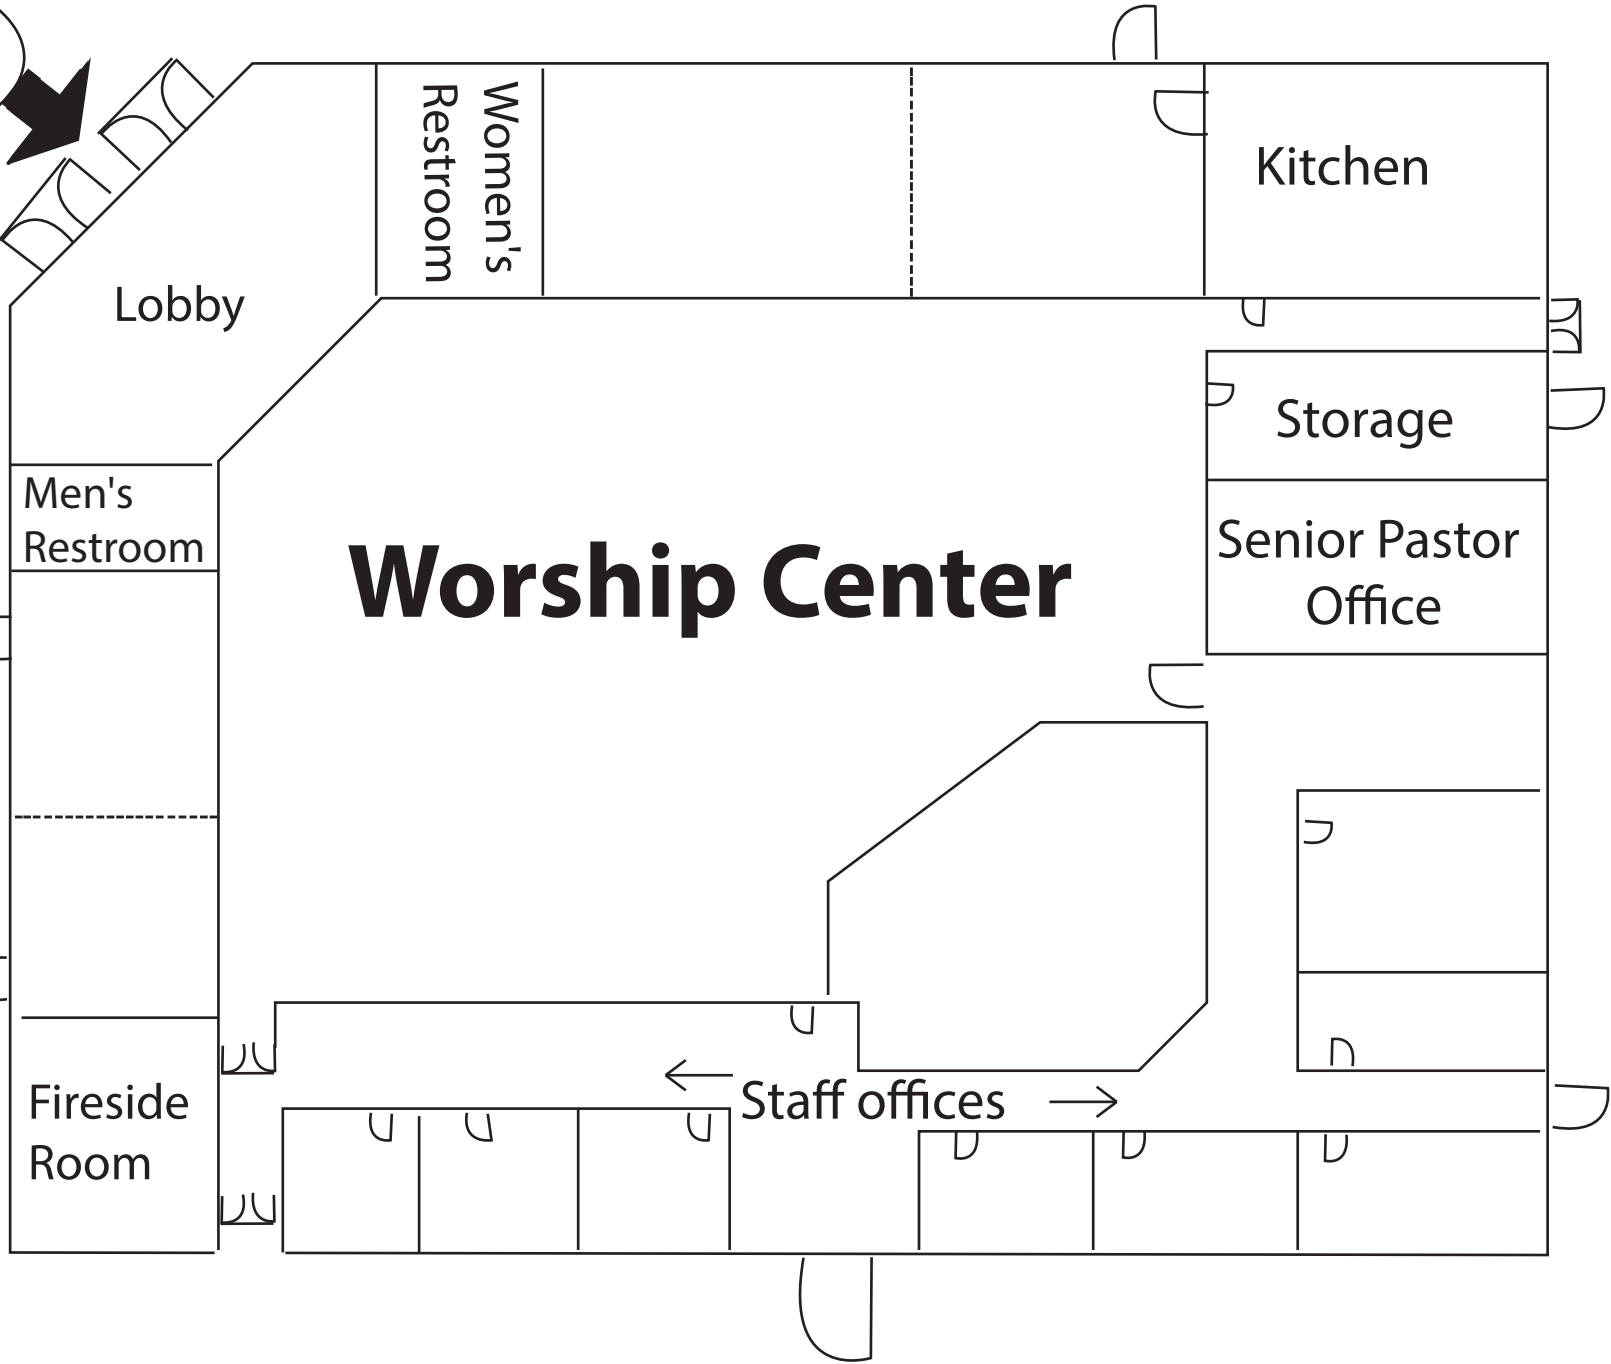 Women's
Restroom
Kitchen
Lobby
Storage
Men's
Restroom
Senior Pastor
Office
Worship Center
Staff offices
Fireside
Room